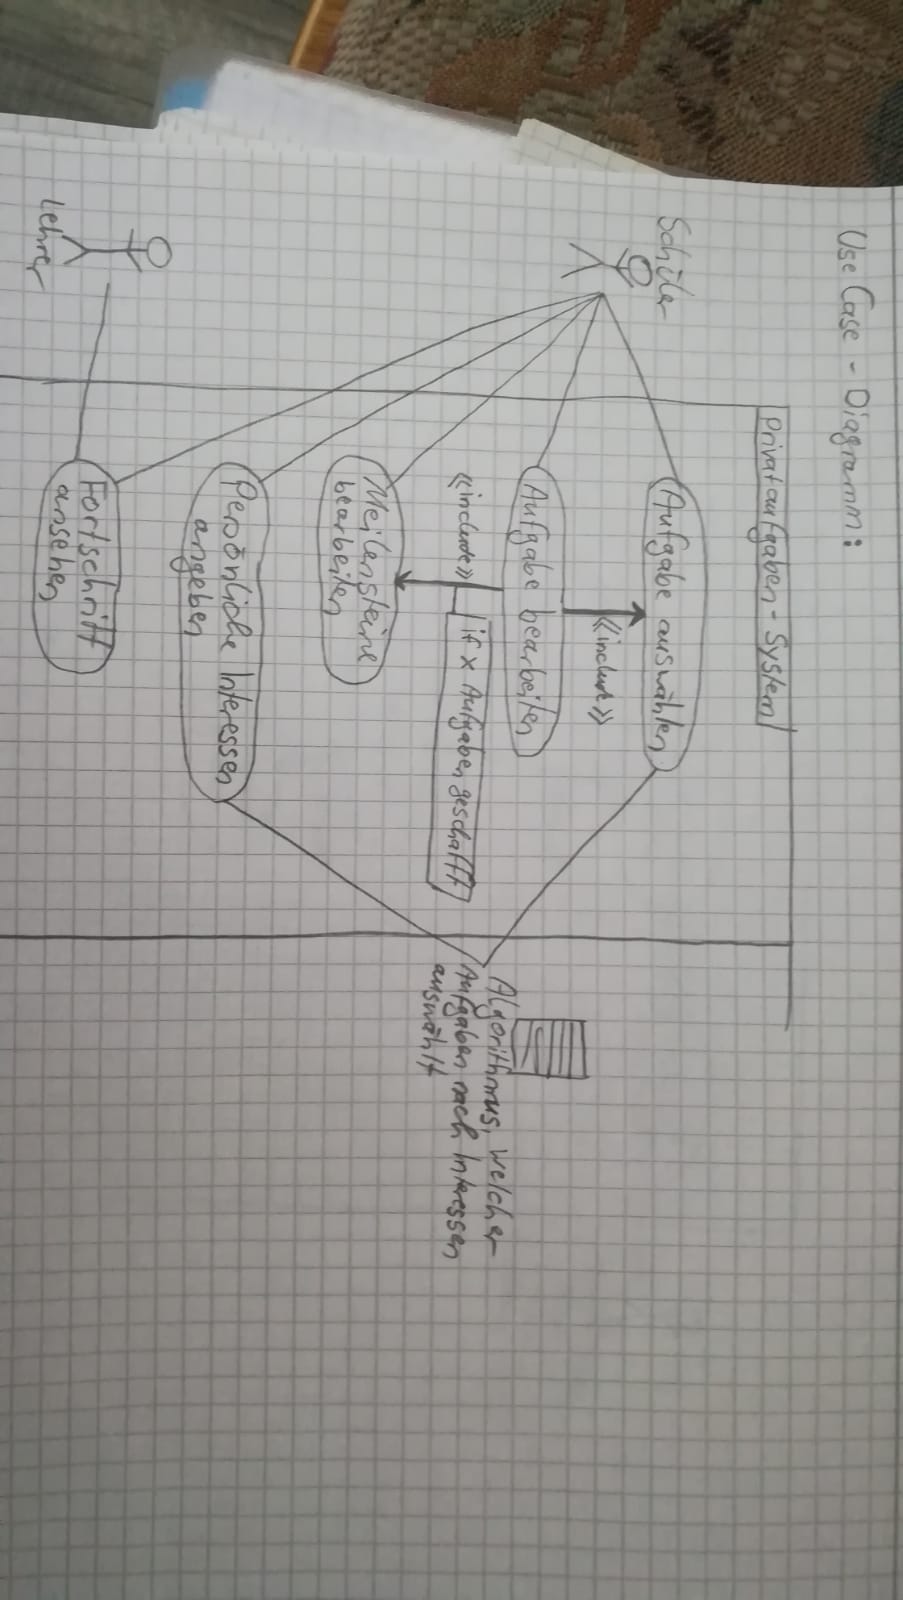 Use Case - Diagramm:
Privataufgaben - System
Schüler
Aufgabe auswählen
<<include>>
Aufgabe bearbeiten
<<include>>
if x Aufgaben geschafft
Algorithmus, welcher
Aufgaben nach Interessen
auswählt
Meilensteine
bearbeiten
Persönliche Interessen
angeben
Fortschritt
ansehen
Lehrer